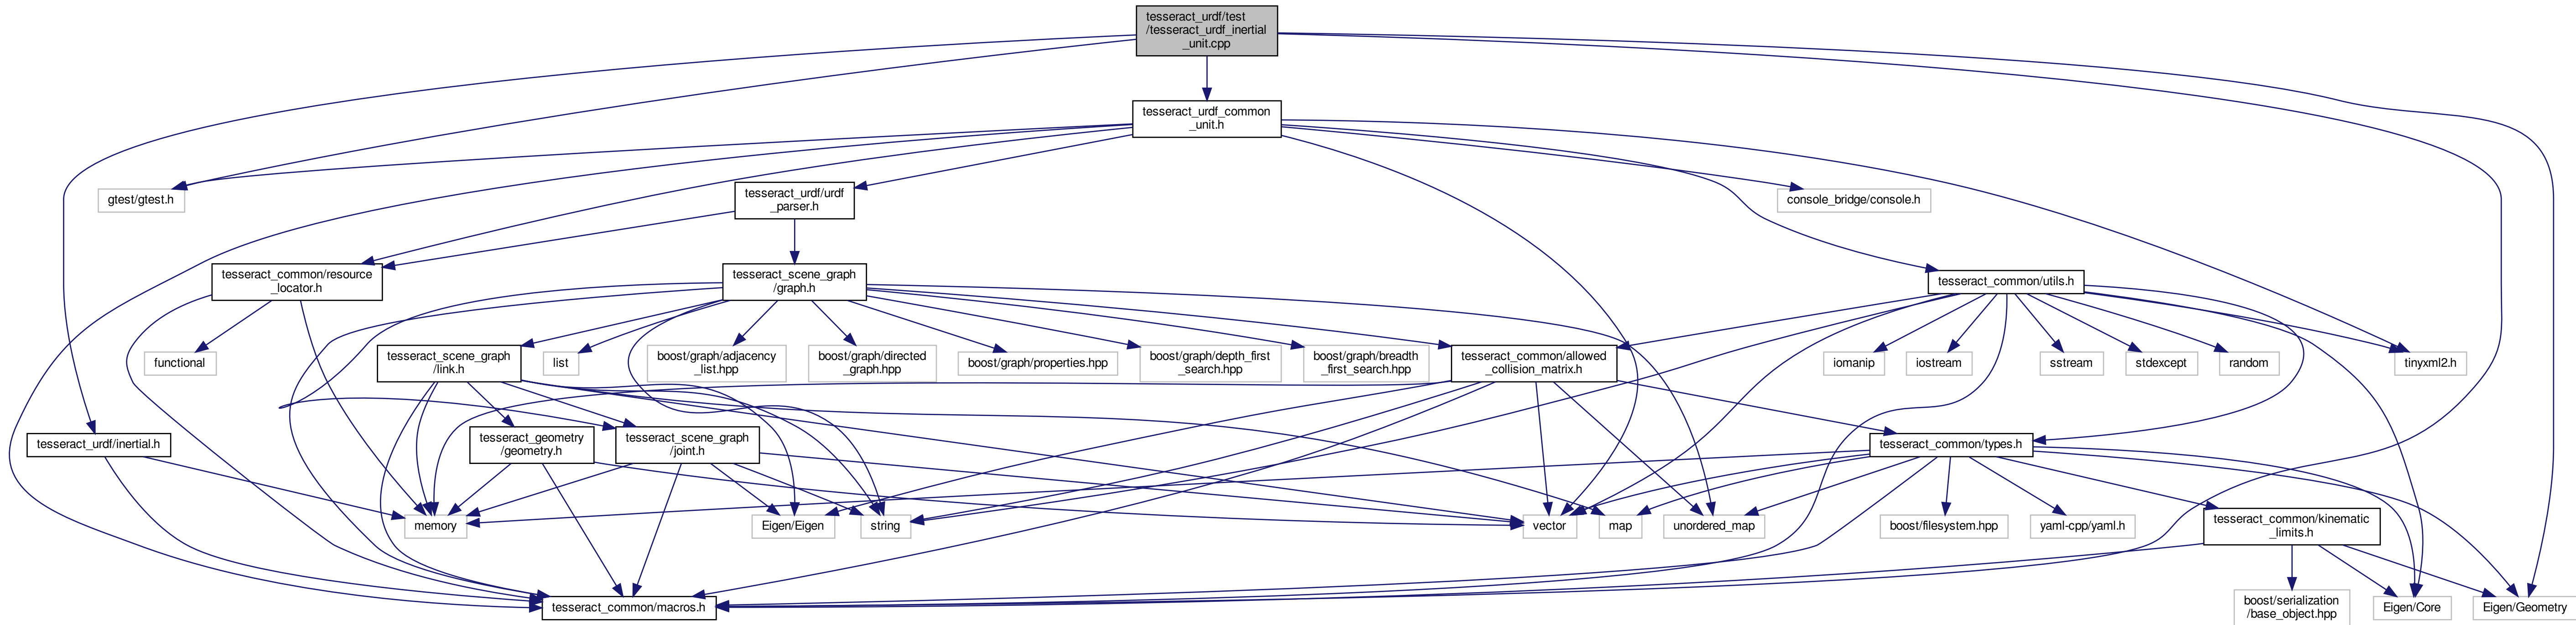 tesseract_urdf/test
/tesseract_urdf_inertial
_unit.cpp
tesseract_urdf_common
_unit.h
gtest/gtest.h
tesseract_urdf/urdf
_parser.h
console_bridge/console.h
tesseract_common/resource
_locator.h
tesseract_scene_graph
/graph.h
tesseract_common/utils.h
functional
tesseract_scene_graph
/link.h
list
boost/graph/adjacency
_list.hpp
boost/graph/directed
_graph.hpp
boost/graph/properties.hpp
boost/graph/depth_first
_search.hpp
boost/graph/breadth
_first_search.hpp
tesseract_common/allowed
_collision_matrix.h
iomanip
iostream
sstream
stdexcept
random
tinyxml2.h
tesseract_urdf/inertial.h
tesseract_geometry
/geometry.h
tesseract_scene_graph
/joint.h
tesseract_common/types.h
memory
Eigen/Eigen
string
vector
map
unordered_map
boost/filesystem.hpp
yaml-cpp/yaml.h
tesseract_common/kinematic
_limits.h
tesseract_common/macros.h
boost/serialization
/base_object.hpp
Eigen/Core
Eigen/Geometry